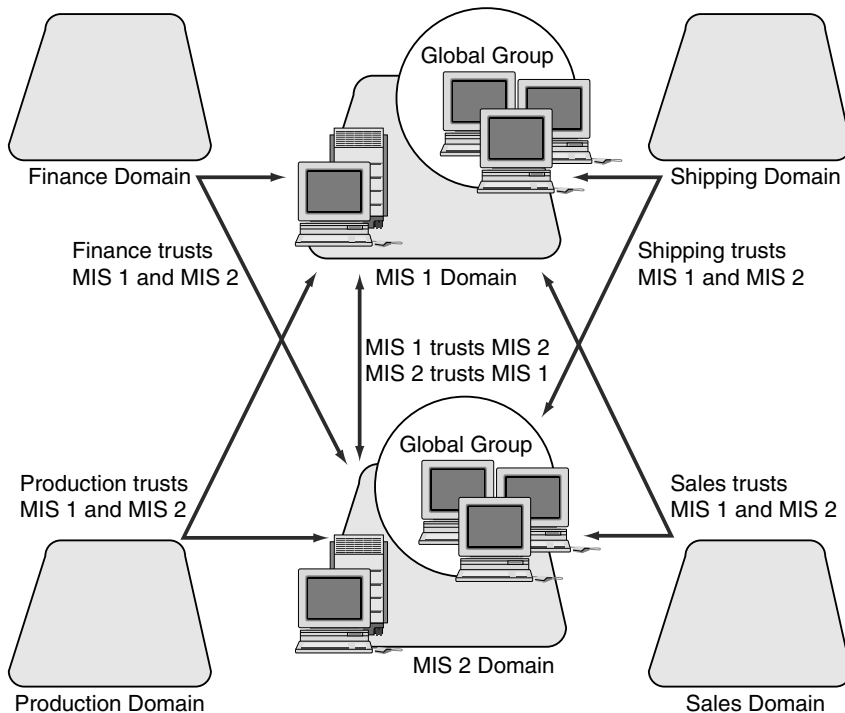 Global Group
Finance Domain
Shipping Domain
Finance trusts
MIS 1 and MIS 2
MIS 1 Domain
Shipping trusts
MIS 1 and MIS 2
MIS 1 trusts MIS 2
MIS 2 trusts MIS 1
Global Group
Production trusts
MIS 1 and MIS 2
Sales trusts
MIS 1 and MIS 2
MIS 2 Domain
Production Domain
Sales Domain